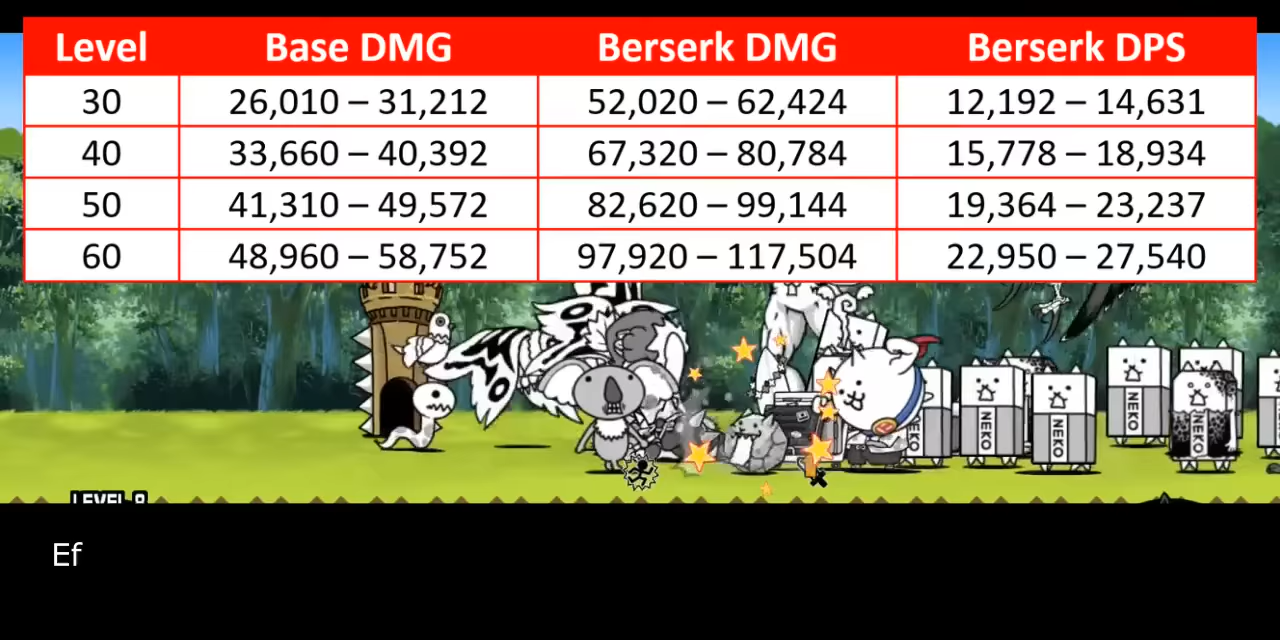 Level Base DMG Berserk DMG Berserk DPS
30 26,010 – 31,212 52,020 – 62,424 12,192 – 14,631
40 33,660 – 40,392 67,320 – 80,784 15,778 – 18,934
50 41,310 – 49,572 82,620 – 99,144 19,364 – 23,237
60 48,960 – 58,752 97,920 – 117,504 22,950 – 27,540
NEKO NEKO NEKO NEKO NEKO
LEVEL
Ef